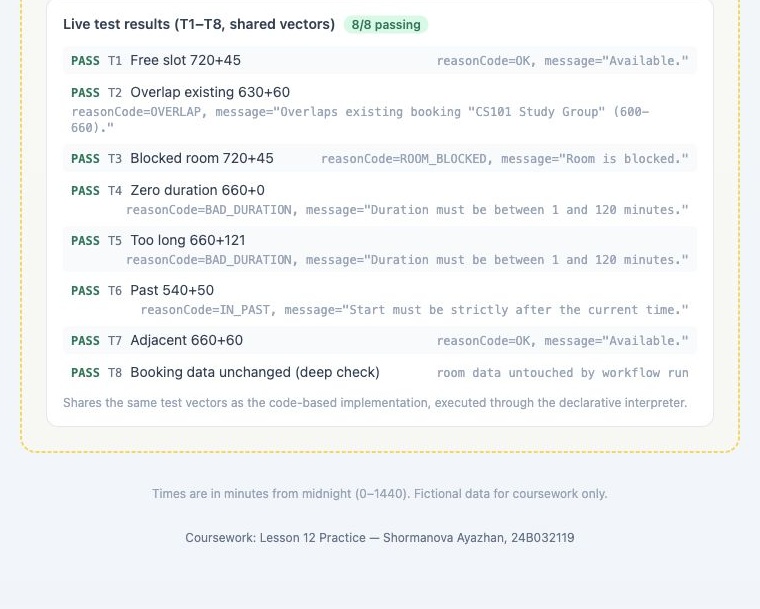 Live test results (T1–T8, shared vectors) 8/8 passing
PASS T1 Free slot 720+45 reasonCode=OK, message="Available."
PASS T2 Overlap existing 630+60
reasonCode=OVERLAP, message="Overlaps existing booking "CS101 Study Group" (600–
660)."
PASS T3 Blocked room 720+45 reasonCode=ROOM_BLOCKED, message="Room is blocked."
PASS T4 Zero duration 660+0
reasonCode=BAD_DURATION, message="Duration must be between 1 and 120 minutes."
PASS T5 Too long 660+121
reasonCode=BAD_DURATION, message="Duration must be between 1 and 120 minutes."
PASS T6 Past 540+50
reasonCode=IN_PAST, message="Start must be strictly after the current time."
PASS T7 Adjacent 660+60 reasonCode=OK, message="Available."
PASS T8 Booking data unchanged (deep check) room data untouched by workflow run
Shares the same test vectors as the code-based implementation, executed through the declarative interpreter.
Times are in minutes from midnight (0–1440). Fictional data for coursework only.
Coursework: Lesson 12 Practice — Shormanova Ayazhan, 24B032119